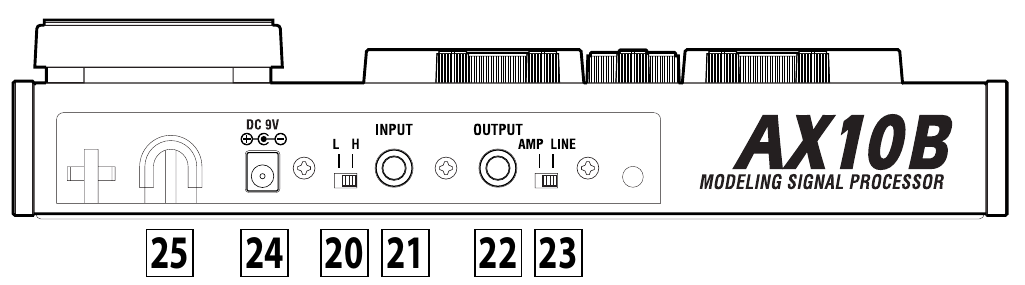 DC 9V
L H
INPUT
OUTPUT
AMP LINE
AX10B
MODELING SIGNAL PROCESSOR
25
24
20
21
22
23